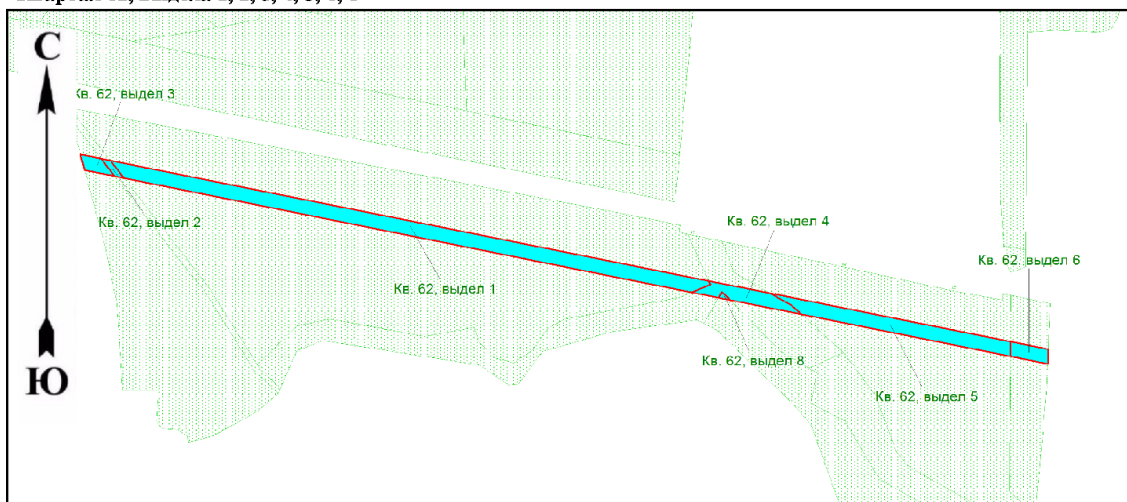 С
Кв. 62, выдел 3
Кв. 62, выдел 2
Кв. 62, выдел 4
Кв. 62, выдел 6
Кв. 62, выдел 1
Кв. 62, выдел 8
Ю
Кв. 62, выдел 5